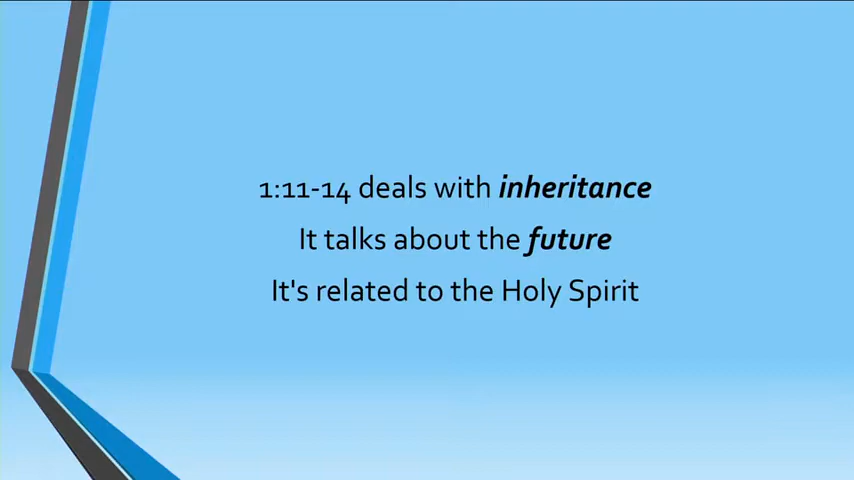 1:11-14 deals with inheritance
It talks about the future
It's related to the Holy Spirit